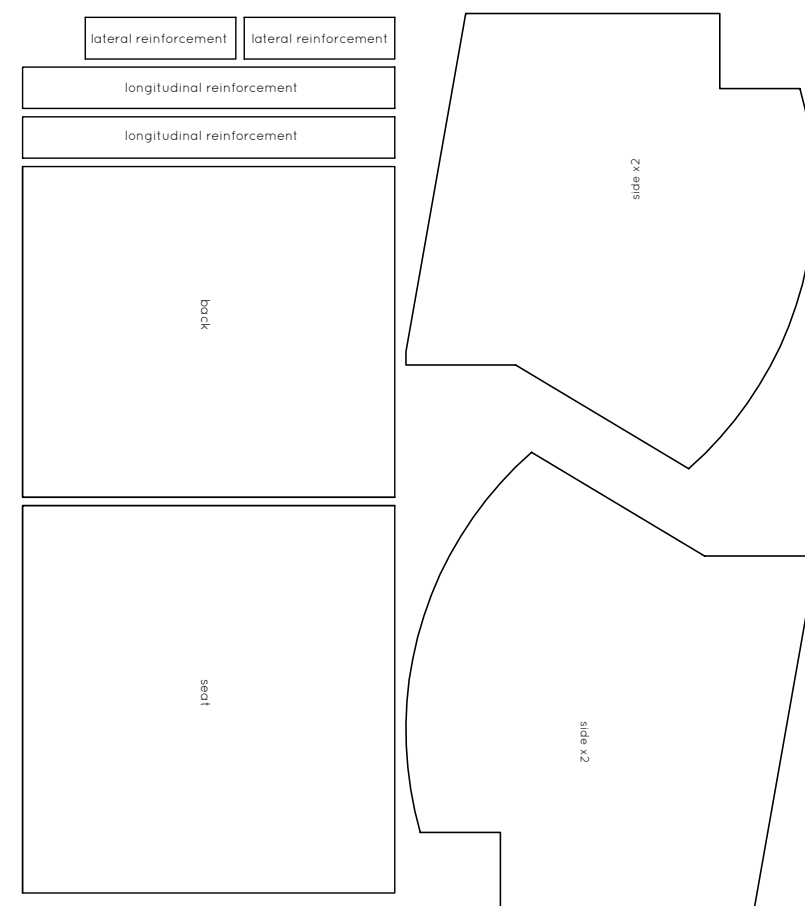 lateral reinforcement
lateral reinforcement
longitudinal reinforcement
longitudinal reinforcement
back
seat
side x2
side x2